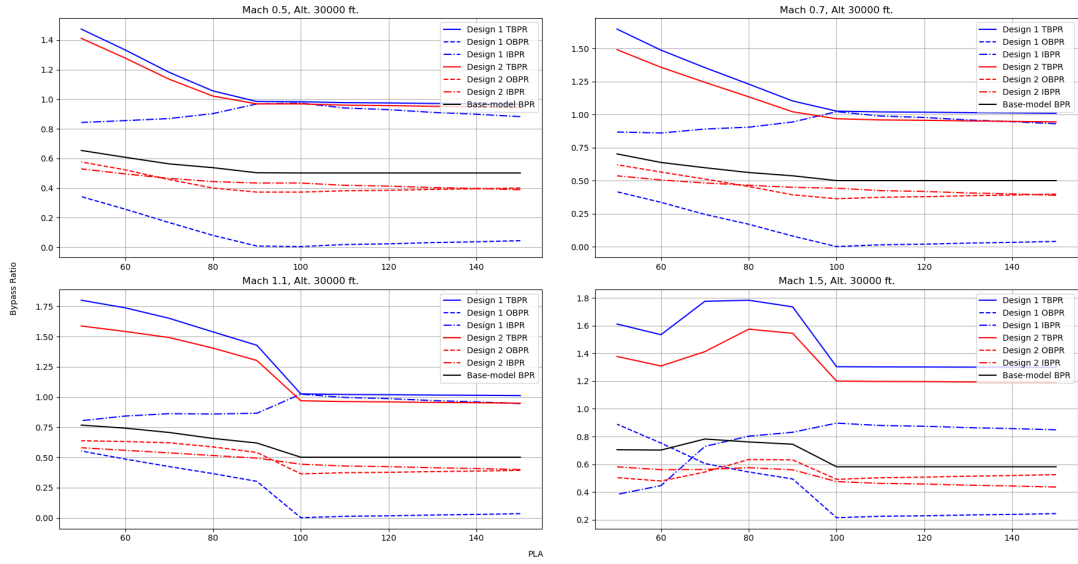 Mach 0.5, Alt. 30000 ft.
1.4
1.2
1.0
0.8
0.6
0.4
0.2
0.0
60
80
100
120
140
Design 1 TBPR
Design 1 OBPR
Design 1 IBPR
Design 2 TBPR
Design 2 OBPR
Design 2 IBPR
Base-model BPR
Mach 0.7, Alt. 30000 ft.
1.50
1.25
1.00
0.75
0.50
0.25
0.00
60
80
100
120
140
Design 1 TBPR
Design 1 OBPR
Design 1 IBPR
Design 2 TBPR
Design 2 OBPR
Design 2 IBPR
Base-model BPR
Bypass Ratio
Mach 1.1, Alt. 30000 ft.
1.75
1.50
1.25
1.00
0.75
0.50
0.25
0.00
60
80
100
120
140
Design 1 TBPR
Design 1 OBPR
Design 1 IBPR
Design 2 TBPR
Design 2 OBPR
Design 2 IBPR
Base-model BPR
Mach 1.5, Alt. 30000 ft.
1.8
1.6
1.4
1.2
1.0
0.8
0.6
0.4
0.2
60
80
100
120
140
Design 1 TBPR
Design 1 OBPR
Design 1 IBPR
Design 2 TBPR
Design 2 OBPR
Design 2 IBPR
Base-model BPR
PLA